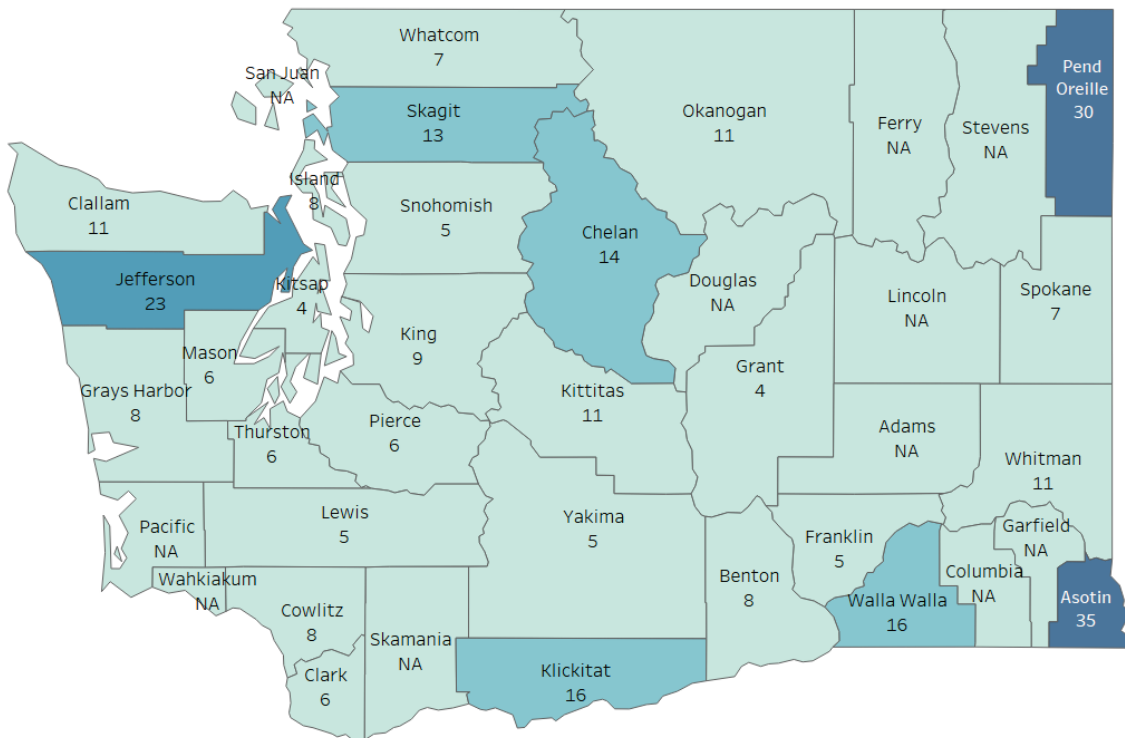 Whatcom
7
San Juan
NA
Skagit
13
Okanogan
11
Ferry
NA
Stevens
NA
Pend
Oreille
30
Island
8
Clallam
11
Snohomish
5
Chelan
14
Jefferson
23
Kitsap
4
Douglas
NA
Lincoln
NA
Spokane
7
King
9
Mason
6
Grays Harbor
8
Kittitas
11
Grant
4
Thurston
6
Pierce
6
Adams
NA
Whitman
11
Pacific
NA
Lewis
5
Yakima
5
Franklin
5
Garfield
NA
Wahkiakum
NA
Benton
8
Columbia
NA
Walla Walla
16
Asotin
35
Cowlitz
8
Skamania
NA
Clark
6
Klickitat
16